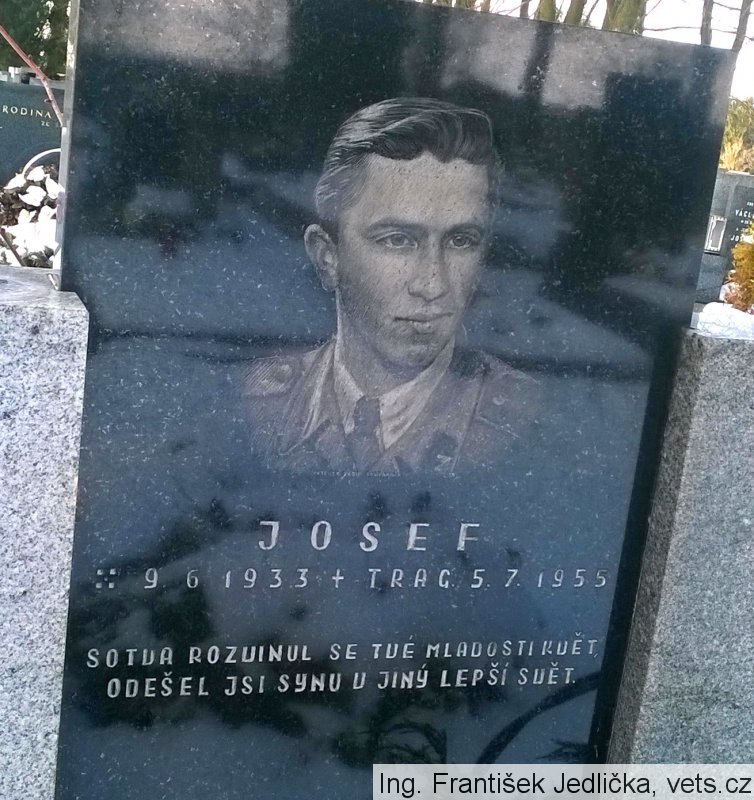 RODINA
JOSEF
9. 6. 1933 + TRAG. 5. 7. 1955
SOTVA ROZVINUL SE TVÉ MLADOSTI KVĚT,
ODEŠEL JSI SYNU V JINÝ LEPŠÍ SVĚT.
Ing. František Jedlička, vets.cz